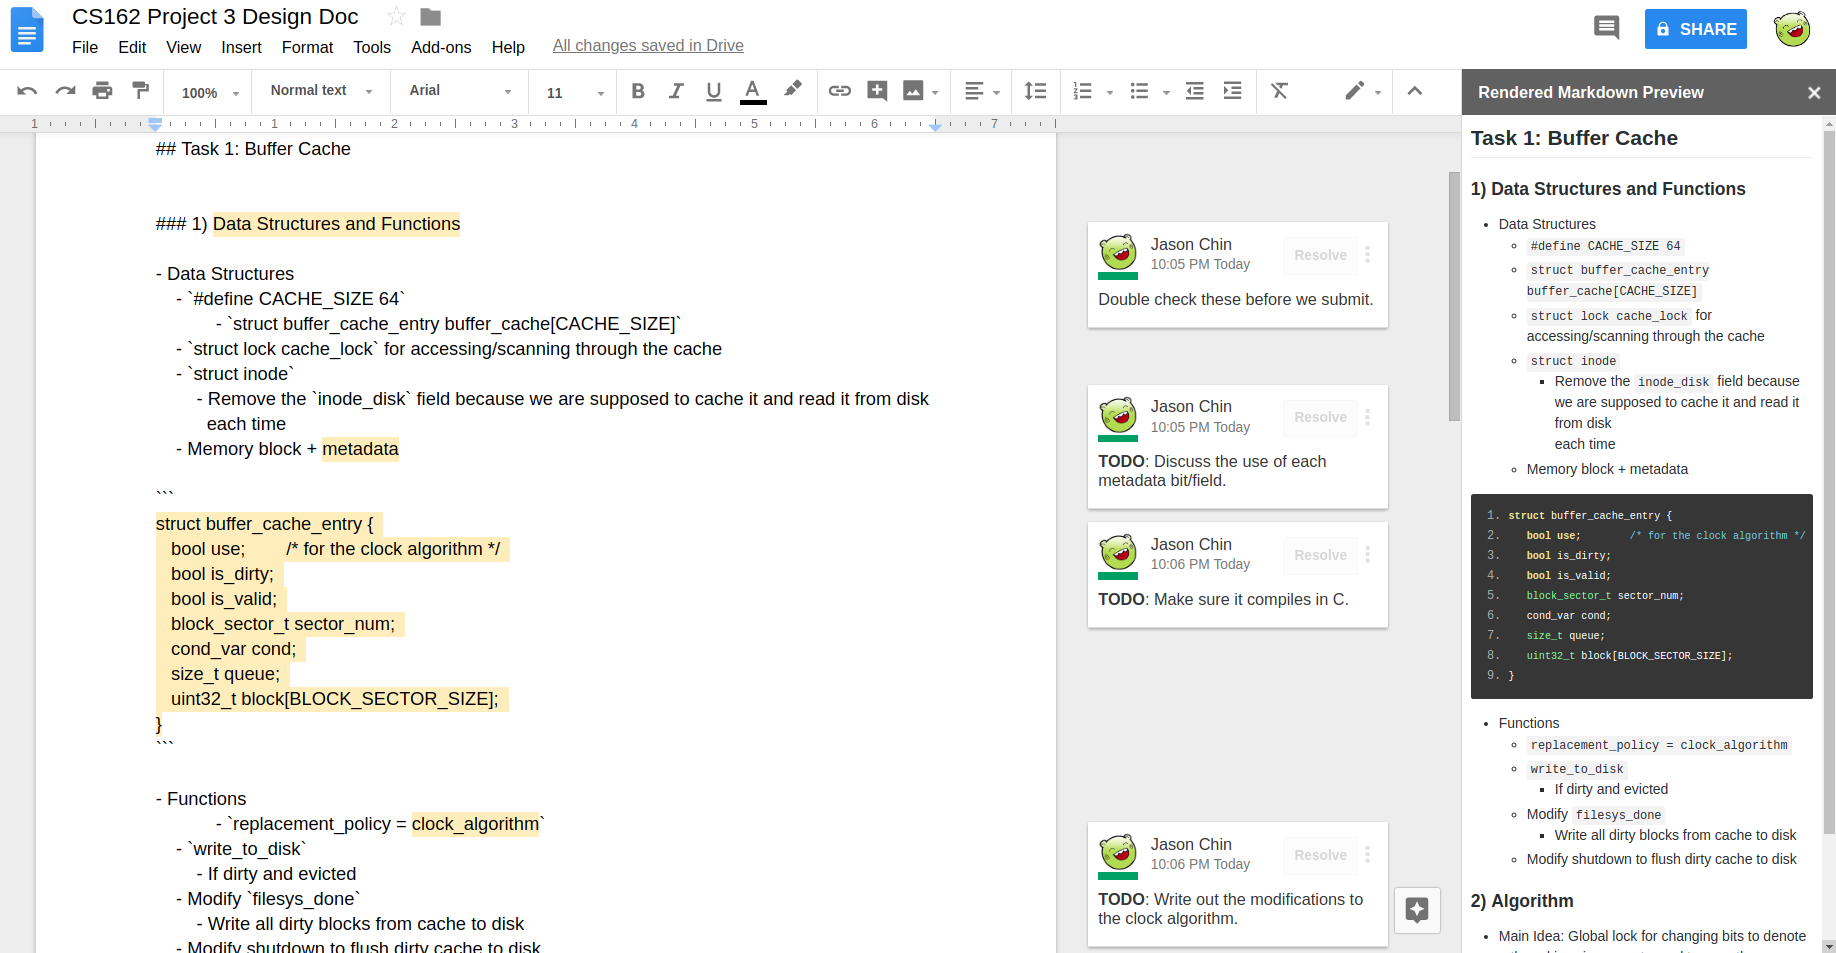 CS162 Project 3 Design Doc
File Edit View Insert Format Tools Add-ons Help All changes saved in Drive
SHARE
100% Normal text Arial 11
Rendered Markdown Preview
1 1 2 3 4 5 6 7
## Task 1: Buffer Cache
### 1) Data Structures and Functions
- Data Structures
- `#define CACHE_SIZE 64`
- `struct buffer_cache_entry buffer_cache[CACHE_SIZE]`
- `struct lock cache_lock` for accessing/scanning through the cache
- `struct inode`
- Remove the `inode_disk` field because we are supposed to cache it and read it from disk
each time
- Memory block + metadata
```
struct buffer_cache_entry {
bool use; /* for the clock algorithm */
bool is_dirty;
bool is_valid;
block_sector_t sector_num;
cond_var cond;
size_t queue;
uint32_t block[BLOCK_SECTOR_SIZE];
}
```
- Functions
- `replacement_policy = clock_algorithm`
- `write_to_disk`
- If dirty and evicted
- Modify `filesys_done`
- Write all dirty blocks from cache to disk
- Modify shutdown to flush dirty cache to disk
Jason Chin
10:05 PM Today
Resolve
Double check these before we submit.
Jason Chin
10:05 PM Today
Resolve
TODO: Discuss the use of each
metadata bit/field.
Jason Chin
10:06 PM Today
Resolve
TODO: Make sure it compiles in C.
Jason Chin
10:06 PM Today
Resolve
TODO: Write out the modifications to
the clock algorithm.
Task 1: Buffer Cache
1) Data Structures and Functions
Data Structures
#define CACHE_SIZE 64
struct buffer_cache_entry
buffer_cache[CACHE_SIZE]
struct lock cache_lock for
accessing/scanning through the cache
struct inode
Remove the inode_disk field because
we are supposed to cache it and read it
from disk
each time
Memory block + metadata
1. struct buffer_cache_entry {
2. bool use; /* for the clock algorithm */
3. bool is_dirty;
4. bool is_valid;
5. block_sector_t sector_num;
6. cond_var cond;
7. size_t queue;
8. uint32_t block[BLOCK_SECTOR_SIZE];
9. }
Functions
replacement_policy = clock_algorithm
write_to_disk
If dirty and evicted
Modify filesys_done
Write all dirty blocks from cache to disk
Modify shutdown to flush dirty cache to disk
2) Algorithm
Main Idea: Global lock for changing bits to denote